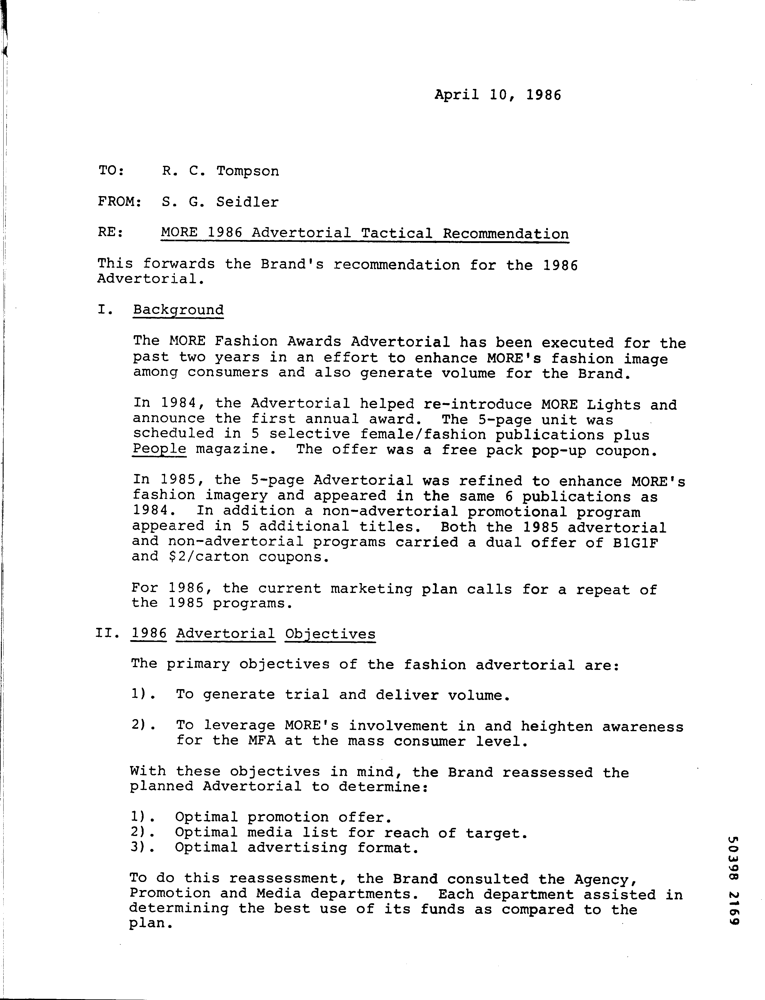 April 10, 1986
TO: R. C. Tompson
FROM: S. G. Seidler
RE: MORE 1986 Advertorial Tactical Recommendation
This forwards the Brand's recommendation for the 1986
Advertorial.
I. Background
The MORE Fashion Awards Advertorial has been executed for the
past two years in an effort to enhance MORE's fashion image
among consumers and also generate volume for the Brand.
In 1984, the Advertorial helped re-introduce MORE Lights and
announce the first annual award. The 5-page unit was
scheduled in 5 selective female/fashion publications plus
People magazine. The offer was a free pack pop-up coupon.
In 1985, the 5-page Advertorial was refined to enhance MORE's
fashion imagery and appeared in the same 6 publications as
1984. In addition a non-advertorial promotional program
appeared in 5 additional titles. Both the 1985 advertorial
and non-advertorial programs carried a dual offer of B1G1F
and $2/carton coupons.
For 1986, the current marketing plan calls for a repeat of
the 1985 programs.
II. 1986 Advertorial Objectives
The primary objectives of the fashion advertorial are:
1). To generate trial and deliver volume.
2). To leverage MORE's involvement in and heighten awareness
for the MFA at the mass consumer level.
With these objectives in mind, the Brand reassessed the
planned Advertorial to determine:
1). Optimal promotion offer.
2). Optimal media list for reach of target.
3). Optimal advertising format.
To do this reassessment, the Brand consulted the Agency,
Promotion and Media departments. Each department assisted in
determining the best use of its funds as compared to the
plan.
50398 2169